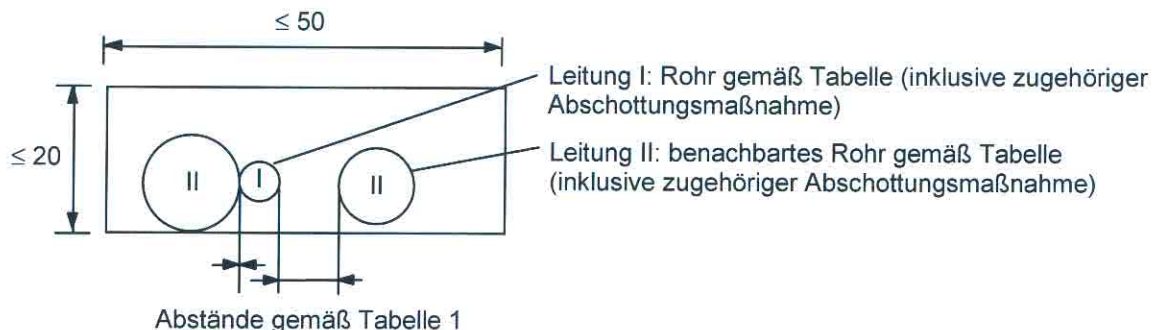 ≤ 50
Leitung I: Rohr gemäß Tabelle (inklusive zugehöriger
Abschottungsmaßnahme)
≤ 20
Leitung II: benachbartes Rohr gemäß Tabelle
(inklusive zugehöriger Abschottungsmaßnahme)
II
I
II
Abstände gemäß Tabelle 1